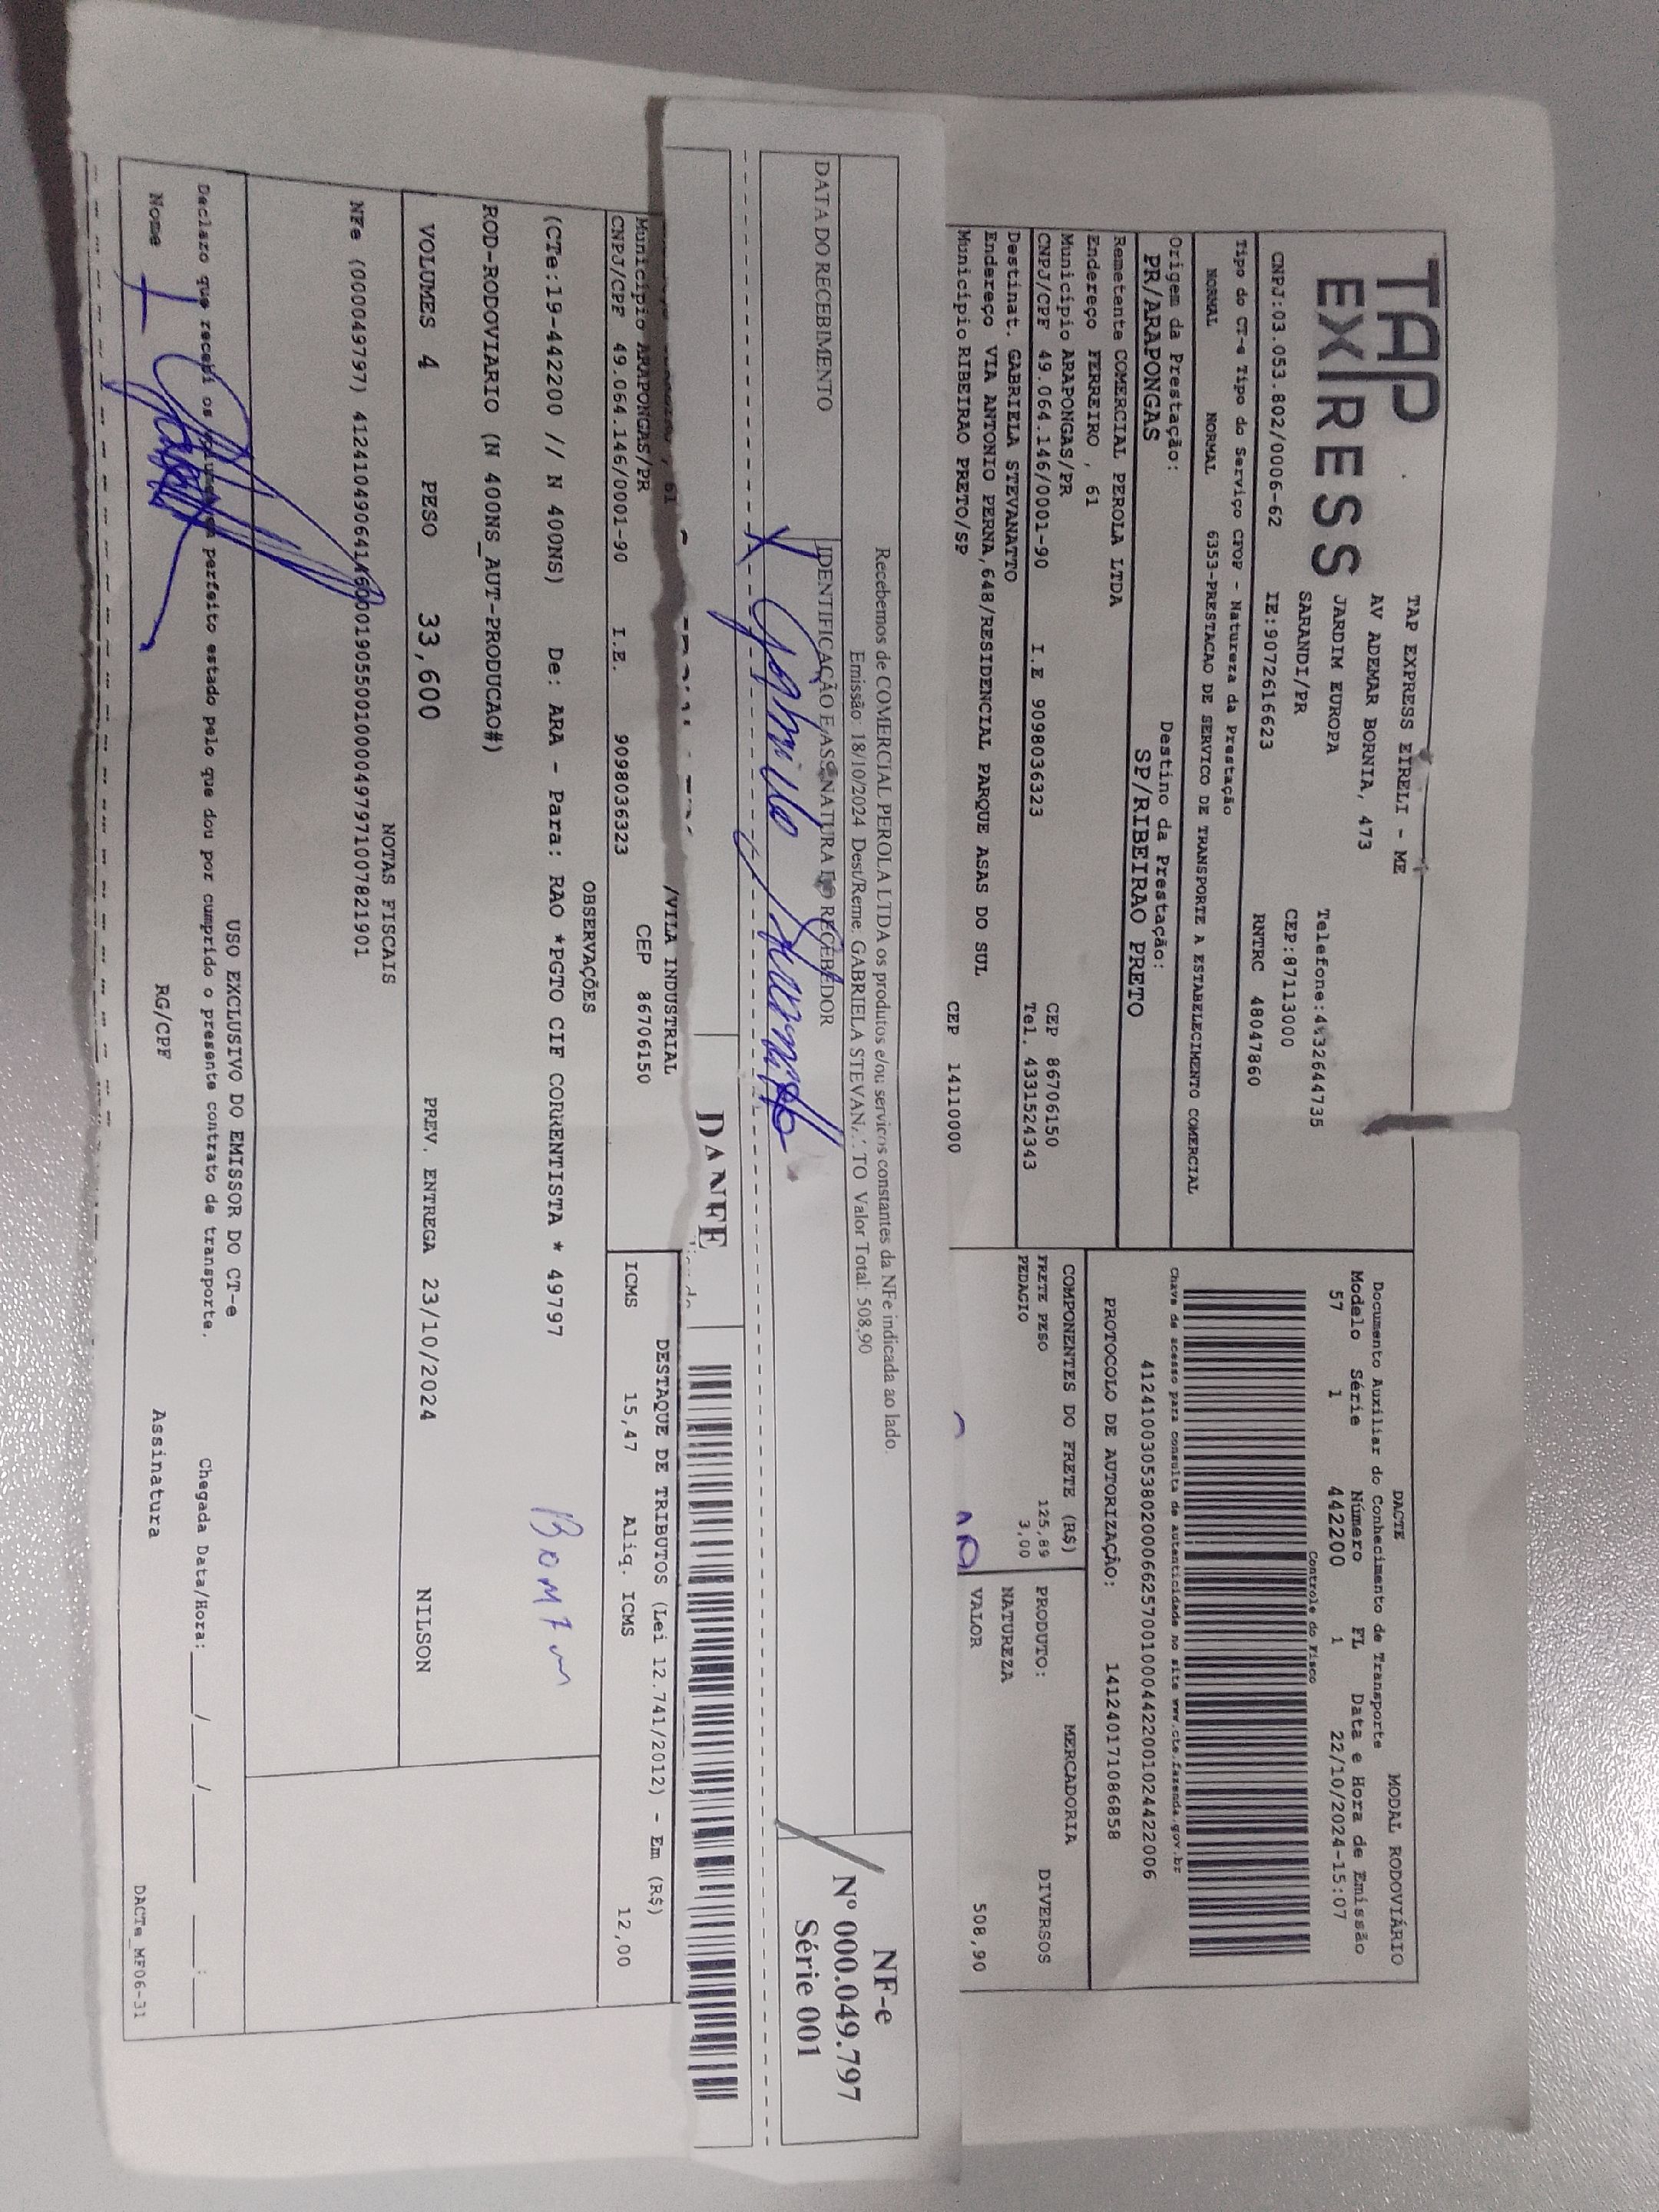 TAP
EXPRESS
TAP EXPRESS EIRELI - ME
AV ADEMAR BORNIA, 473
JARDIM EUROPA
SARANDI/PR
Telefone:4432644735
CEP:87113000
CNPJ:03.053.802/0006-62 IE:9072616623 RNTRC 48047860
Tipo do CT-e Tipo do Serviço CFOP - Natureza da Prestação
NORMAL NORMAL 6353-PRESTACAO DE SERVICO DE TRANSPORTE A ESTABELECIMENTO COMERCIAL
Origem da Prestação: Destino da Prestação:
PR/ARAPONGAS SP/RIBEIRAO PRETO
Remetente COMERCIAL PEROLA LTDA
Endereço FERREIRO , 61
Município ARAPONGAS/PR CEP 86706150
CNPJ/CPF 49.064.146/0001-90 I.E 9098036323 Tel. 4331524343
Destinat. GABRIELA STEVANATTO
Endereço VIA ANTONIO PERNA,648/RESIDENCIAL PARQUE ASAS DO SUL
Município RIBEIRAO PRETO/SP CEP 14110000
DACTE MODAL RODOVIÁRIO
Documento Auxiliar do Conhecimento de Transporte
Modelo Série Número FL Data e Hora de Emissão
57 1 442200 1 22/10/2024-15:07
Controle do Fisco
Chave de acesso para consulta de autenticidade no site www.cte.fazenda.gov.br
41241003053802000662570010004422001024422006
PROTOCOLO DE AUTORIZAÇÃO: 141240171086858
COMPONENTES DO FRETE (R$) MERCADORIA
FRETE PESO 125,89 PRODUTO: DIVERSOS
PEDAGIO 3,00
NATUREZA
VALOR 508,90
Recebemos de COMERCIAL PEROLA LTDA os produtos e/ou serviços constantes da NFe indicada ao lado.
Emissão: 18/10/2024 Dest/Reme: GABRIELA STEVANATTO Valor Total: 508,90
DATA DO RECEBIMENTO IDENTIFICAÇÃO E ASSINATURA DO RECEBEDOR
Gabriela Stevanatto
NF-e
Nº 000.049.797
Série 001
DANFE
, 61 /VILA INDUSTRIAL
Município ARAPONGAS/PR CEP 86706150
CNPJ/CPF 49.064.146/0001-90 I.E. 9098036323
DESTAQUE DE TRIBUTOS (Lei 12.741/2012) - Em (R$)
ICMS 15,47 Aliq. ICMS 12,00
OBSERVAÇÕES
(CTe:19-442200 // N 400NS) De: ARA - Para: RAO *PGTO CIF CORRENTISTA * 49797
ROD-RODOVIARIO (N 400NS_AUT-PRODUCAO#)
VOLUMES 4 PESO 33,600 PREV. ENTREGA 23/10/2024 NILSON
NOTAS FISCAIS
NFe (000049797) 41241049064146000190550010000497971007821901
USO EXCLUSIVO DO EMISSOR DO CT-e
Declaro que recebi os volumes em perfeito estado pelo que dou por cumprido o presente contrato de transporte. Chegada Data/Hora: ____/____/____ ____:____
Nome RG/CPF Assinatura
DACTe_MF06-31